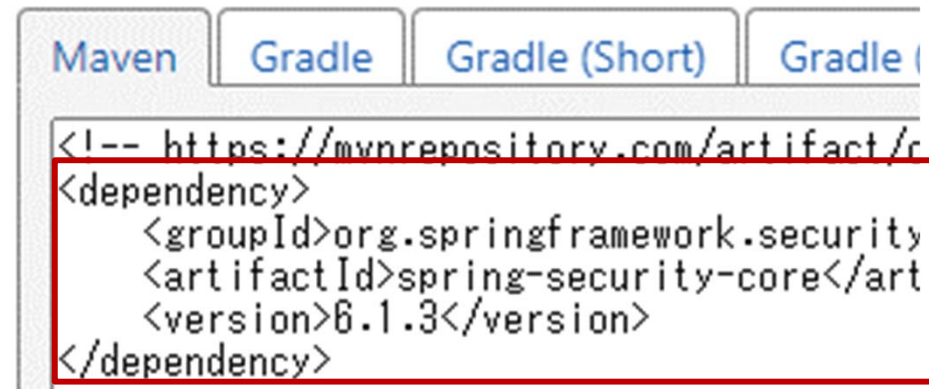 Maven Gradle Gradle (Short) Gradle (
<!-- https://mvnrepository.com/artifact/
<dependency>
<groupId>org.springframework.security
<artifactId>spring-security-core</art
<version>6.1.3</version>
</dependency>